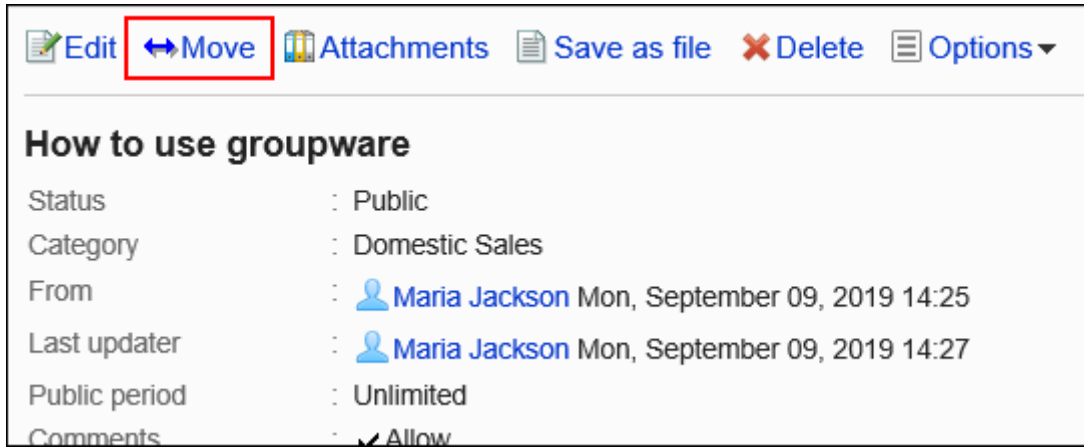 Edit Move Attachments Save as file Delete Options
How to use groupware
Status : Public
Category : Domestic Sales
From : Maria Jackson Mon, September 09, 2019 14:25
Last updater : Maria Jackson Mon, September 09, 2019 14:27
Public period : Unlimited
Comments : Allow